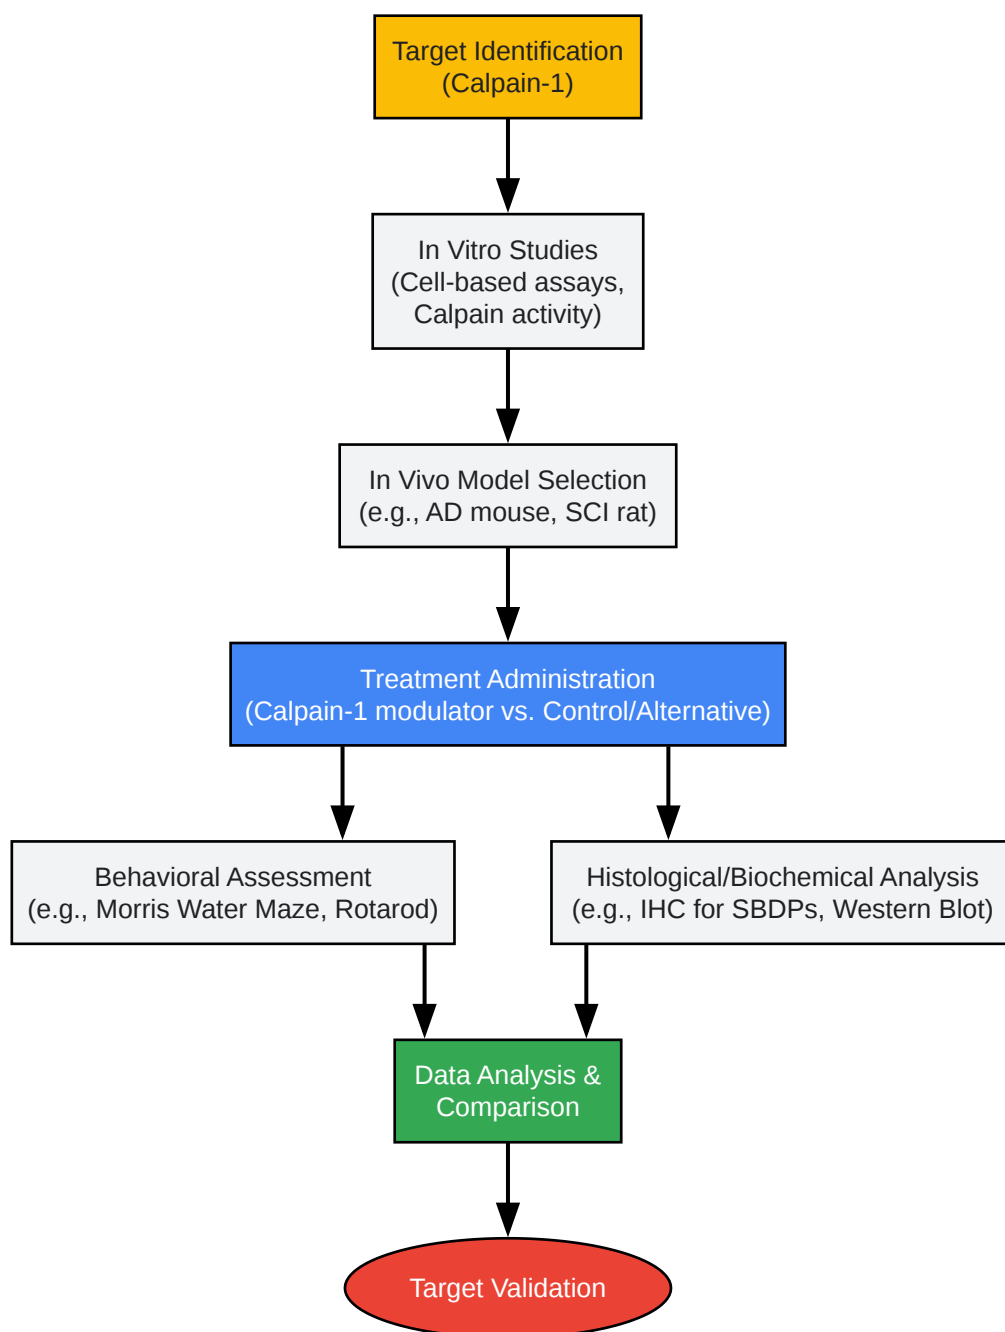 Target Identification
(Calpain-1)
In Vitro Studies
(Cell-based assays,
Calpain activity)
In Vivo Model Selection
(e.g., AD mouse, SCI rat)
Treatment Administration
(Calpain-1 modulator vs. Control/Alternative)
Behavioral Assessment
(e.g., Morris Water Maze, Rotarod)
Histological/Biochemical Analysis
(e.g., IHC for SBDPs, Western Blot)
Data Analysis &
Comparison
Target Validation